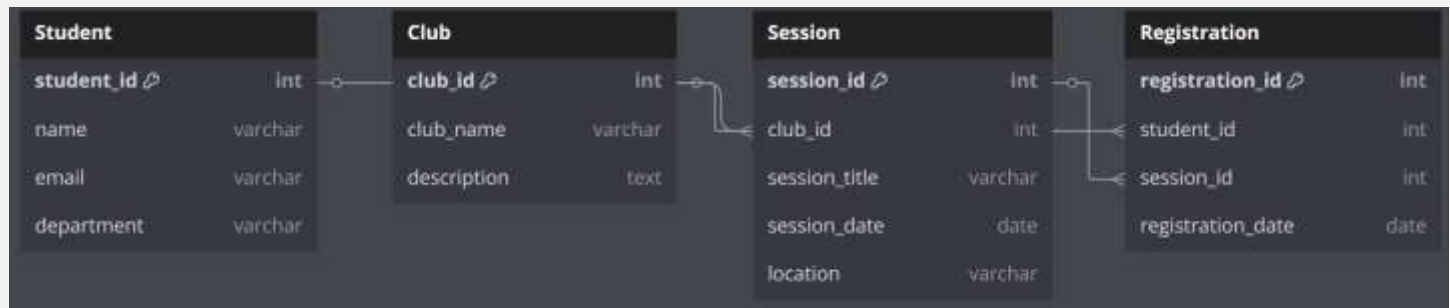 Student
student_id int
name varchar
email varchar
department varchar
Club
club_id int
club_name varchar
description text
Session
session_id int
club_id int
session_title varchar
session_date date
location varchar
Registration
registration_id int
student_id int
session_id int
registration_date date